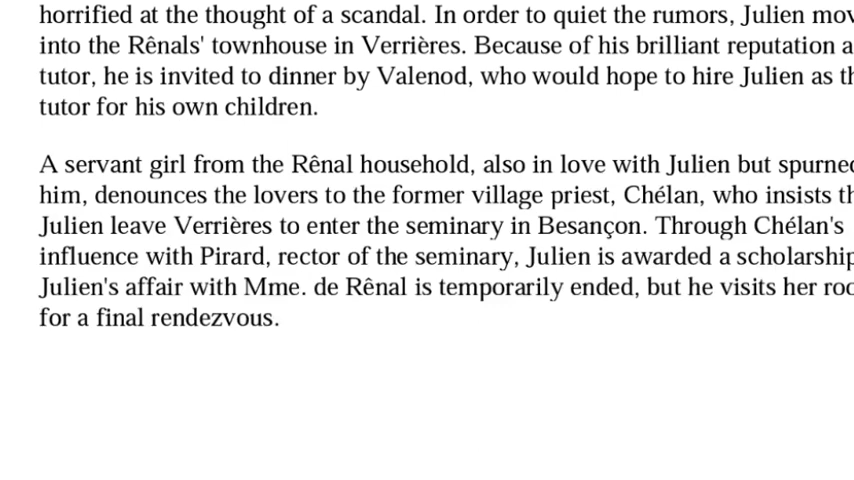 horrified at the thought of a scandal. In order to quiet the rumors, Julien mov
into the Rênals' townhouse in Verrières. Because of his brilliant reputation a
tutor, he is invited to dinner by Valenod, who would hope to hire Julien as th
tutor for his own children.
A servant girl from the Rênal household, also in love with Julien but spurned
him, denounces the lovers to the former village priest, Chélan, who insists th
Julien leave Verrières to enter the seminary in Besançon. Through Chélan's
influence with Pirard, rector of the seminary, Julien is awarded a scholarship
Julien's affair with Mme. de Rênal is temporarily ended, but he visits her roo
for a final rendezvous.